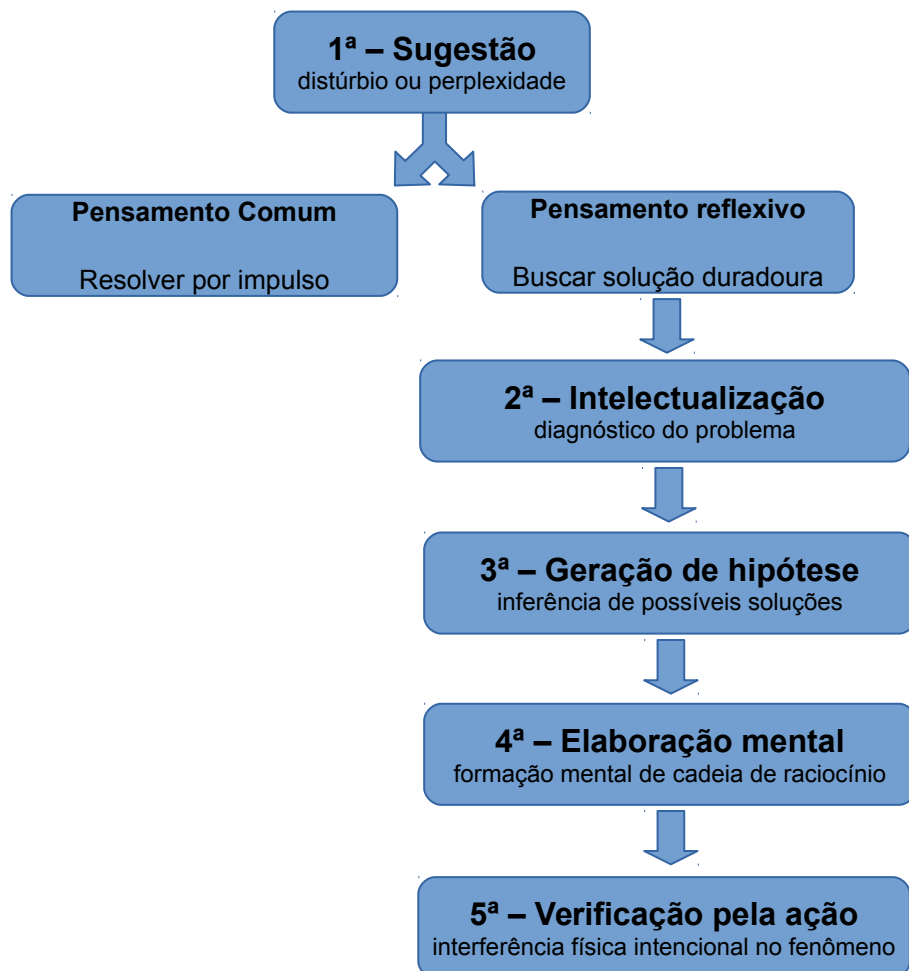 1ª – Sugestão
distúrbio ou perplexidade
Pensamento Comum
Resolver por impulso
Pensamento reflexivo
Buscar solução duradoura
2ª – Intelectualização
diagnóstico do problema
3ª – Geração de hipótese
inferência de possíveis soluções
4ª – Elaboração mental
formação mental de cadeia de raciocínio
5ª – Verificação pela ação
interferência física intencional no fenômeno